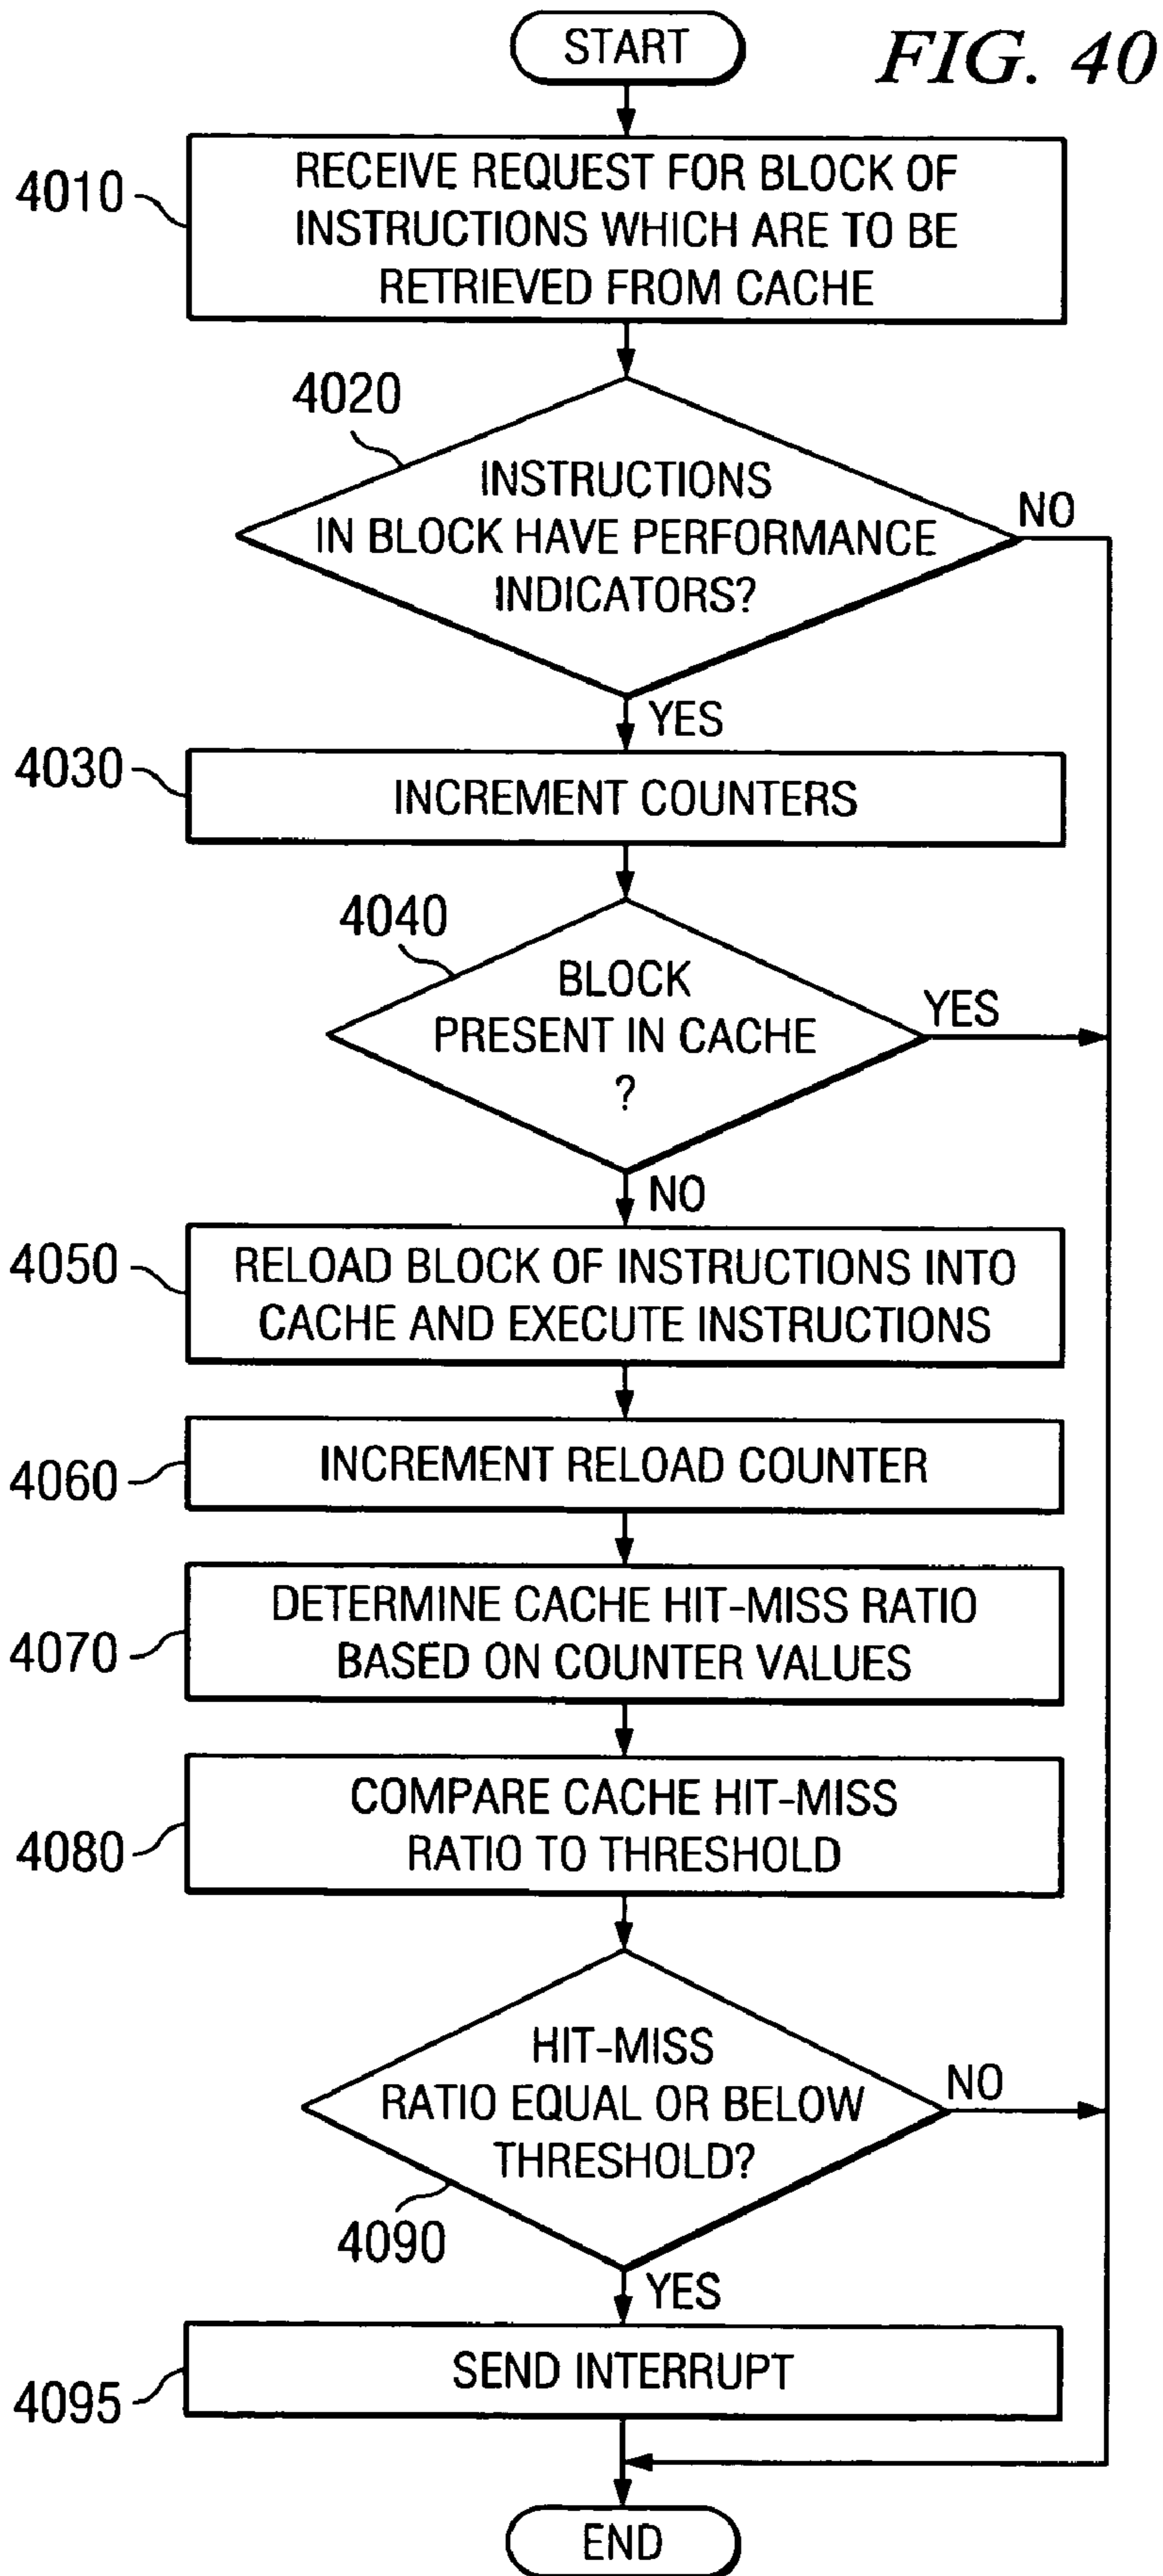 START
FIG. 40
4010
RECEIVE REQUEST FOR BLOCK OF
INSTRUCTIONS WHICH ARE TO BE
RETRIEVED FROM CACHE
4020
INSTRUCTIONS
IN BLOCK HAVE PERFORMANCE
INDICATORS?
NO
YES
4030
INCREMENT COUNTERS
4040
BLOCK
PRESENT IN CACHE
?
YES
NO
4050
RELOAD BLOCK OF INSTRUCTIONS INTO
CACHE AND EXECUTE INSTRUCTIONS
4060
INCREMENT RELOAD COUNTER
4070
DETERMINE CACHE HIT-MISS RATIO
BASED ON COUNTER VALUES
4080
COMPARE CACHE HIT-MISS
RATIO TO THRESHOLD
HIT-MISS
RATIO EQUAL OR BELOW
THRESHOLD?
NO
4090
YES
4095
SEND INTERRUPT
END